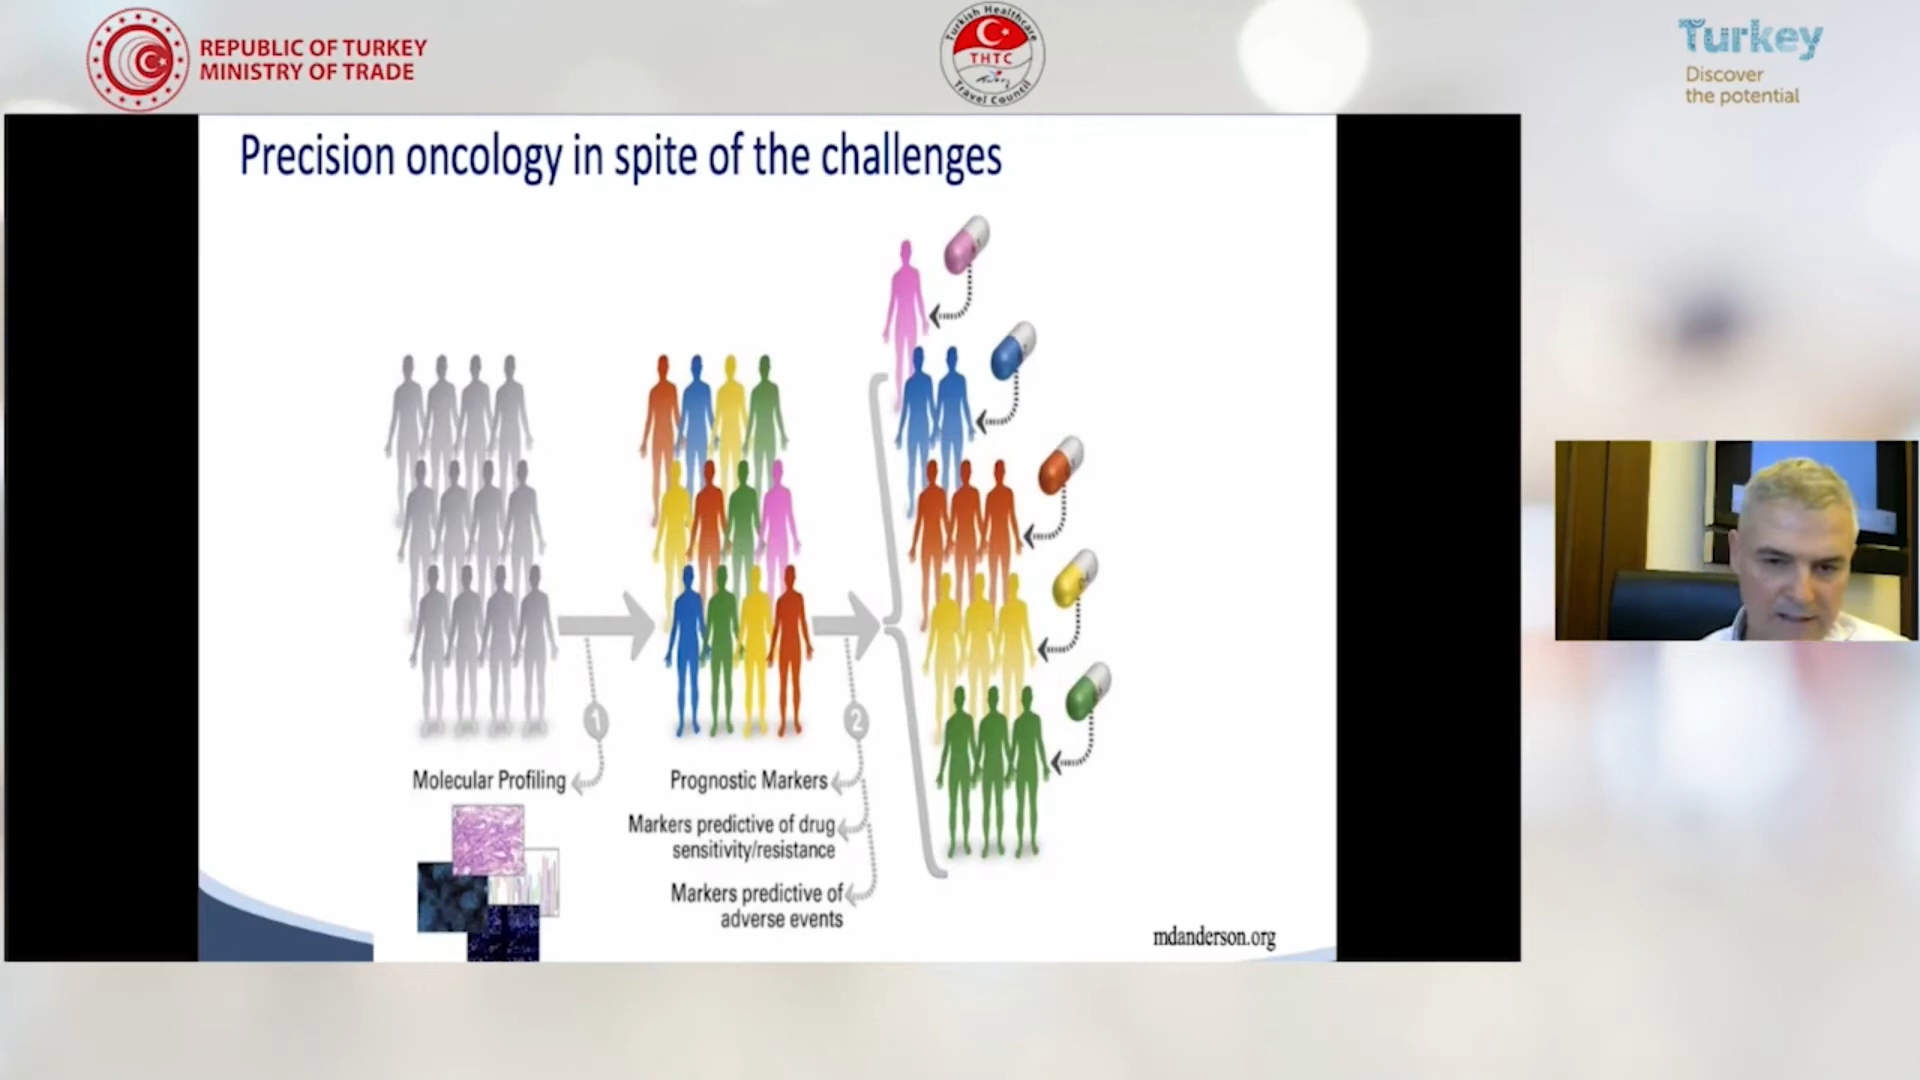 REPUBLIC OF TURKEY
MINISTRY OF TRADE
Turkish Healthcare
THTC
Travel Council
Turkey
Discover
the potential
Precision oncology in spite of the challenges
1
2
Molecular Profiling
Prognostic Markers
Markers predictive of drug
sensitivity/resistance
Markers predictive of
adverse events
mdanderson.org